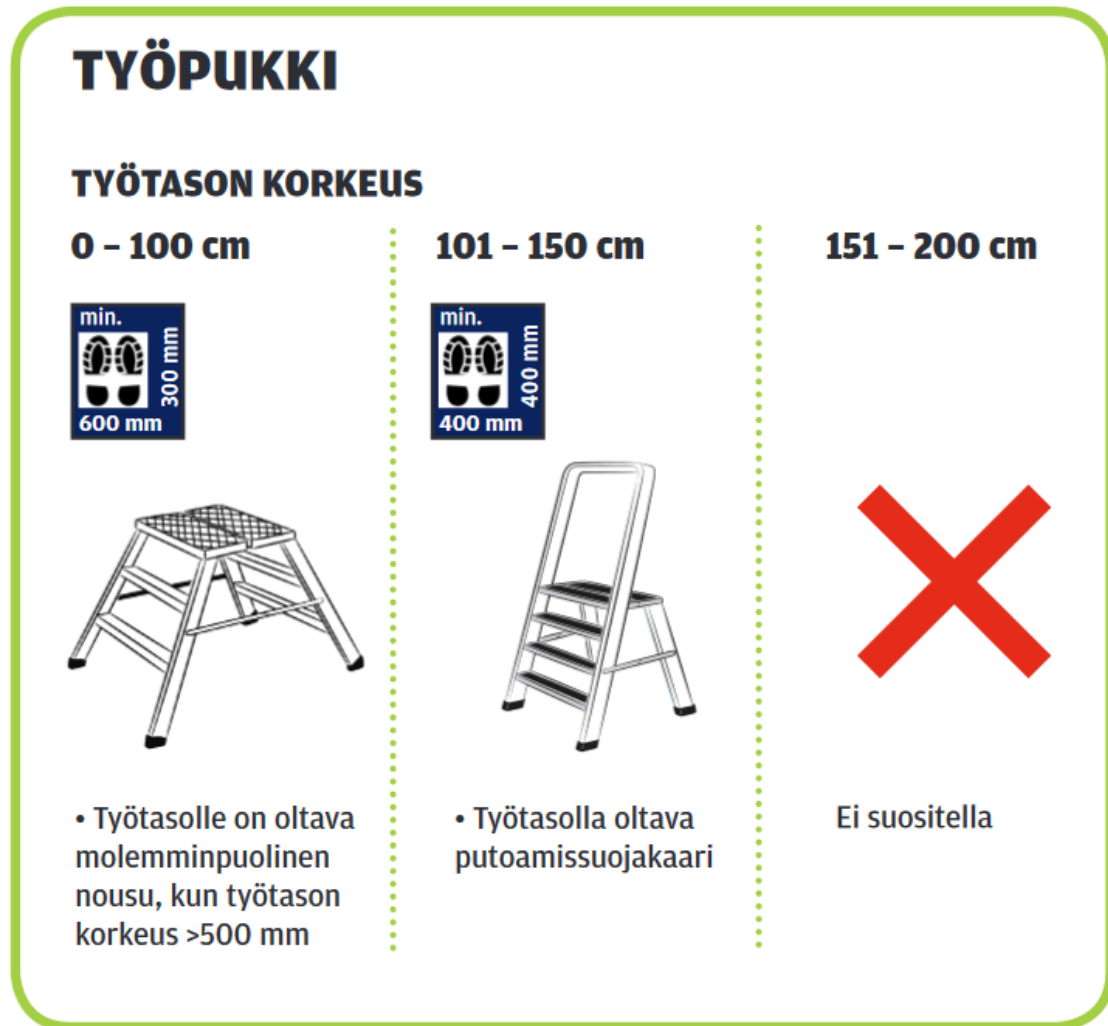 TYÖPUKKI
TYÖTASON KORKEUS
0 – 100 cm
min.
300 mm
600 mm
• Työtasolle on oltava
molemminpuolinen
nousu, kun työtason
korkeus >500 mm
101 – 150 cm
min.
400 mm
400 mm
• Työtasolla oltava
putoamissuojakaari
151 – 200 cm
Ei suositella